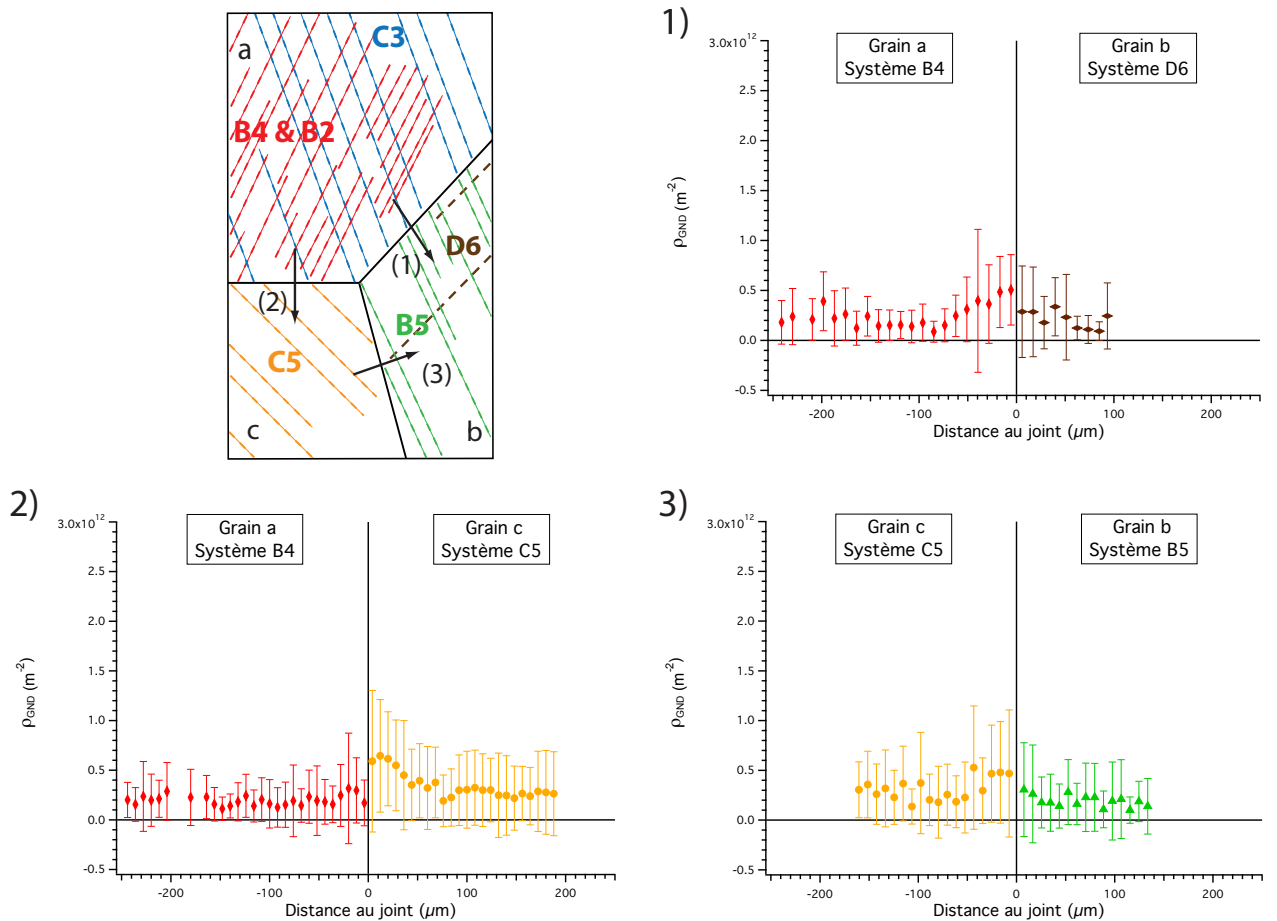 a
C3
B4 & B2
(1)
D6
(2)
B5
C5
(3)
c
b
1)
Grain a
Système B4
Grain b
Système D6
3.0x10¹²
2.5
2.0
1.5
1.0
0.5
0.0
-0.5
ρGND (m⁻²)
-200
-100
0
100
200
Distance au joint (µm)
2)
Grain a
Système B4
Grain c
Système C5
3.0x10¹²
2.5
2.0
1.5
1.0
0.5
0.0
-0.5
ρGND (m⁻²)
-200
-100
0
100
200
Distance au joint (µm)
3)
Grain c
Système C5
Grain b
Système B5
3.0x10¹²
2.5
2.0
1.5
1.0
0.5
0.0
-0.5
ρGND (m⁻²)
-200
-100
0
100
200
Distance au joint (µm)